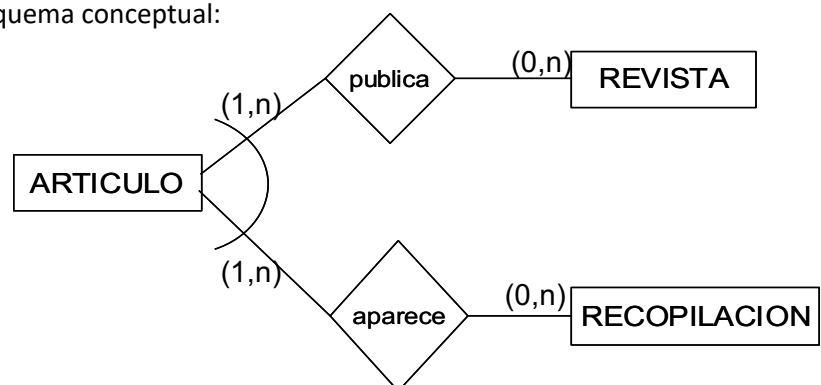 quema conceptual:
publica
(0,n)
REVISTA
(1,n)
ARTICULO
(1,n)
aparece
(0,n)
RECOPILACION